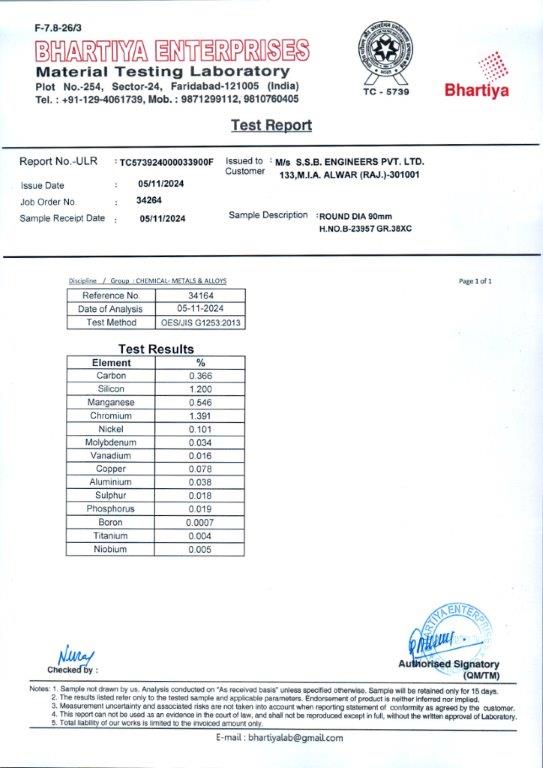 F-7.8-26/3
BHARTIYA ENTERPRISES
Material Testing Laboratory
Plot No.-254, Sector-24, Faridabad-121005 (India)
Tel. : +91-129-4061739, Mob. : 9871299112, 9810760405
TC - 5739
Bhartiya
Test Report
Report No.-ULR : TC573924000033900F
Issue Date : 05/11/2024
Job Order No. : 34264
Sample Receipt Date : 05/11/2024
Issued to Customer : M/s S.S.B. ENGINEERS PVT. LTD.
133,M.I.A. ALWAR (RAJ.)-301001
Sample Description :ROUND DIA 90mm
H.NO.B-23957 GR.38XC
Discipline / Group : CHEMICAL- METALS & ALLOYS
Page 1 of 1
Reference No. 34164
Date of Analysis 05-11-2024
Test Method OES/JIS G1253:2013
Test Results
Element %
Carbon 0.366
Silicon 1.200
Manganese 0.546
Chromium 1.391
Nickel 0.101
Molybdenum 0.034
Vanadium 0.016
Copper 0.078
Aluminium 0.038
Sulphur 0.018
Phosphorus 0.019
Boron 0.0007
Titanium 0.004
Niobium 0.005
Checked by :
BHARTIYA ENTERPRISES
Authorised Signatory
(QM/TM)
Notes: 1. Sample not drawn by us. Analysis conducted on "As received basis" unless specified otherwise. Sample will be retained only for 15 days.
2. The results listed refer only to the tested sample and applicable parameters. Endorsement of product is neither inferred nor implied.
3. Measurement uncertainty and associated risks are not taken into account when reporting statement of conformity as agreed by the customer.
4. This report can not be used as an evidence in the court of law, and shall not be reproduced except in full, without the written approval of Laboratory.
5. Total liability of our works is limited to the invoiced amount only.
E-mail : bhartiyalab@gmail.com